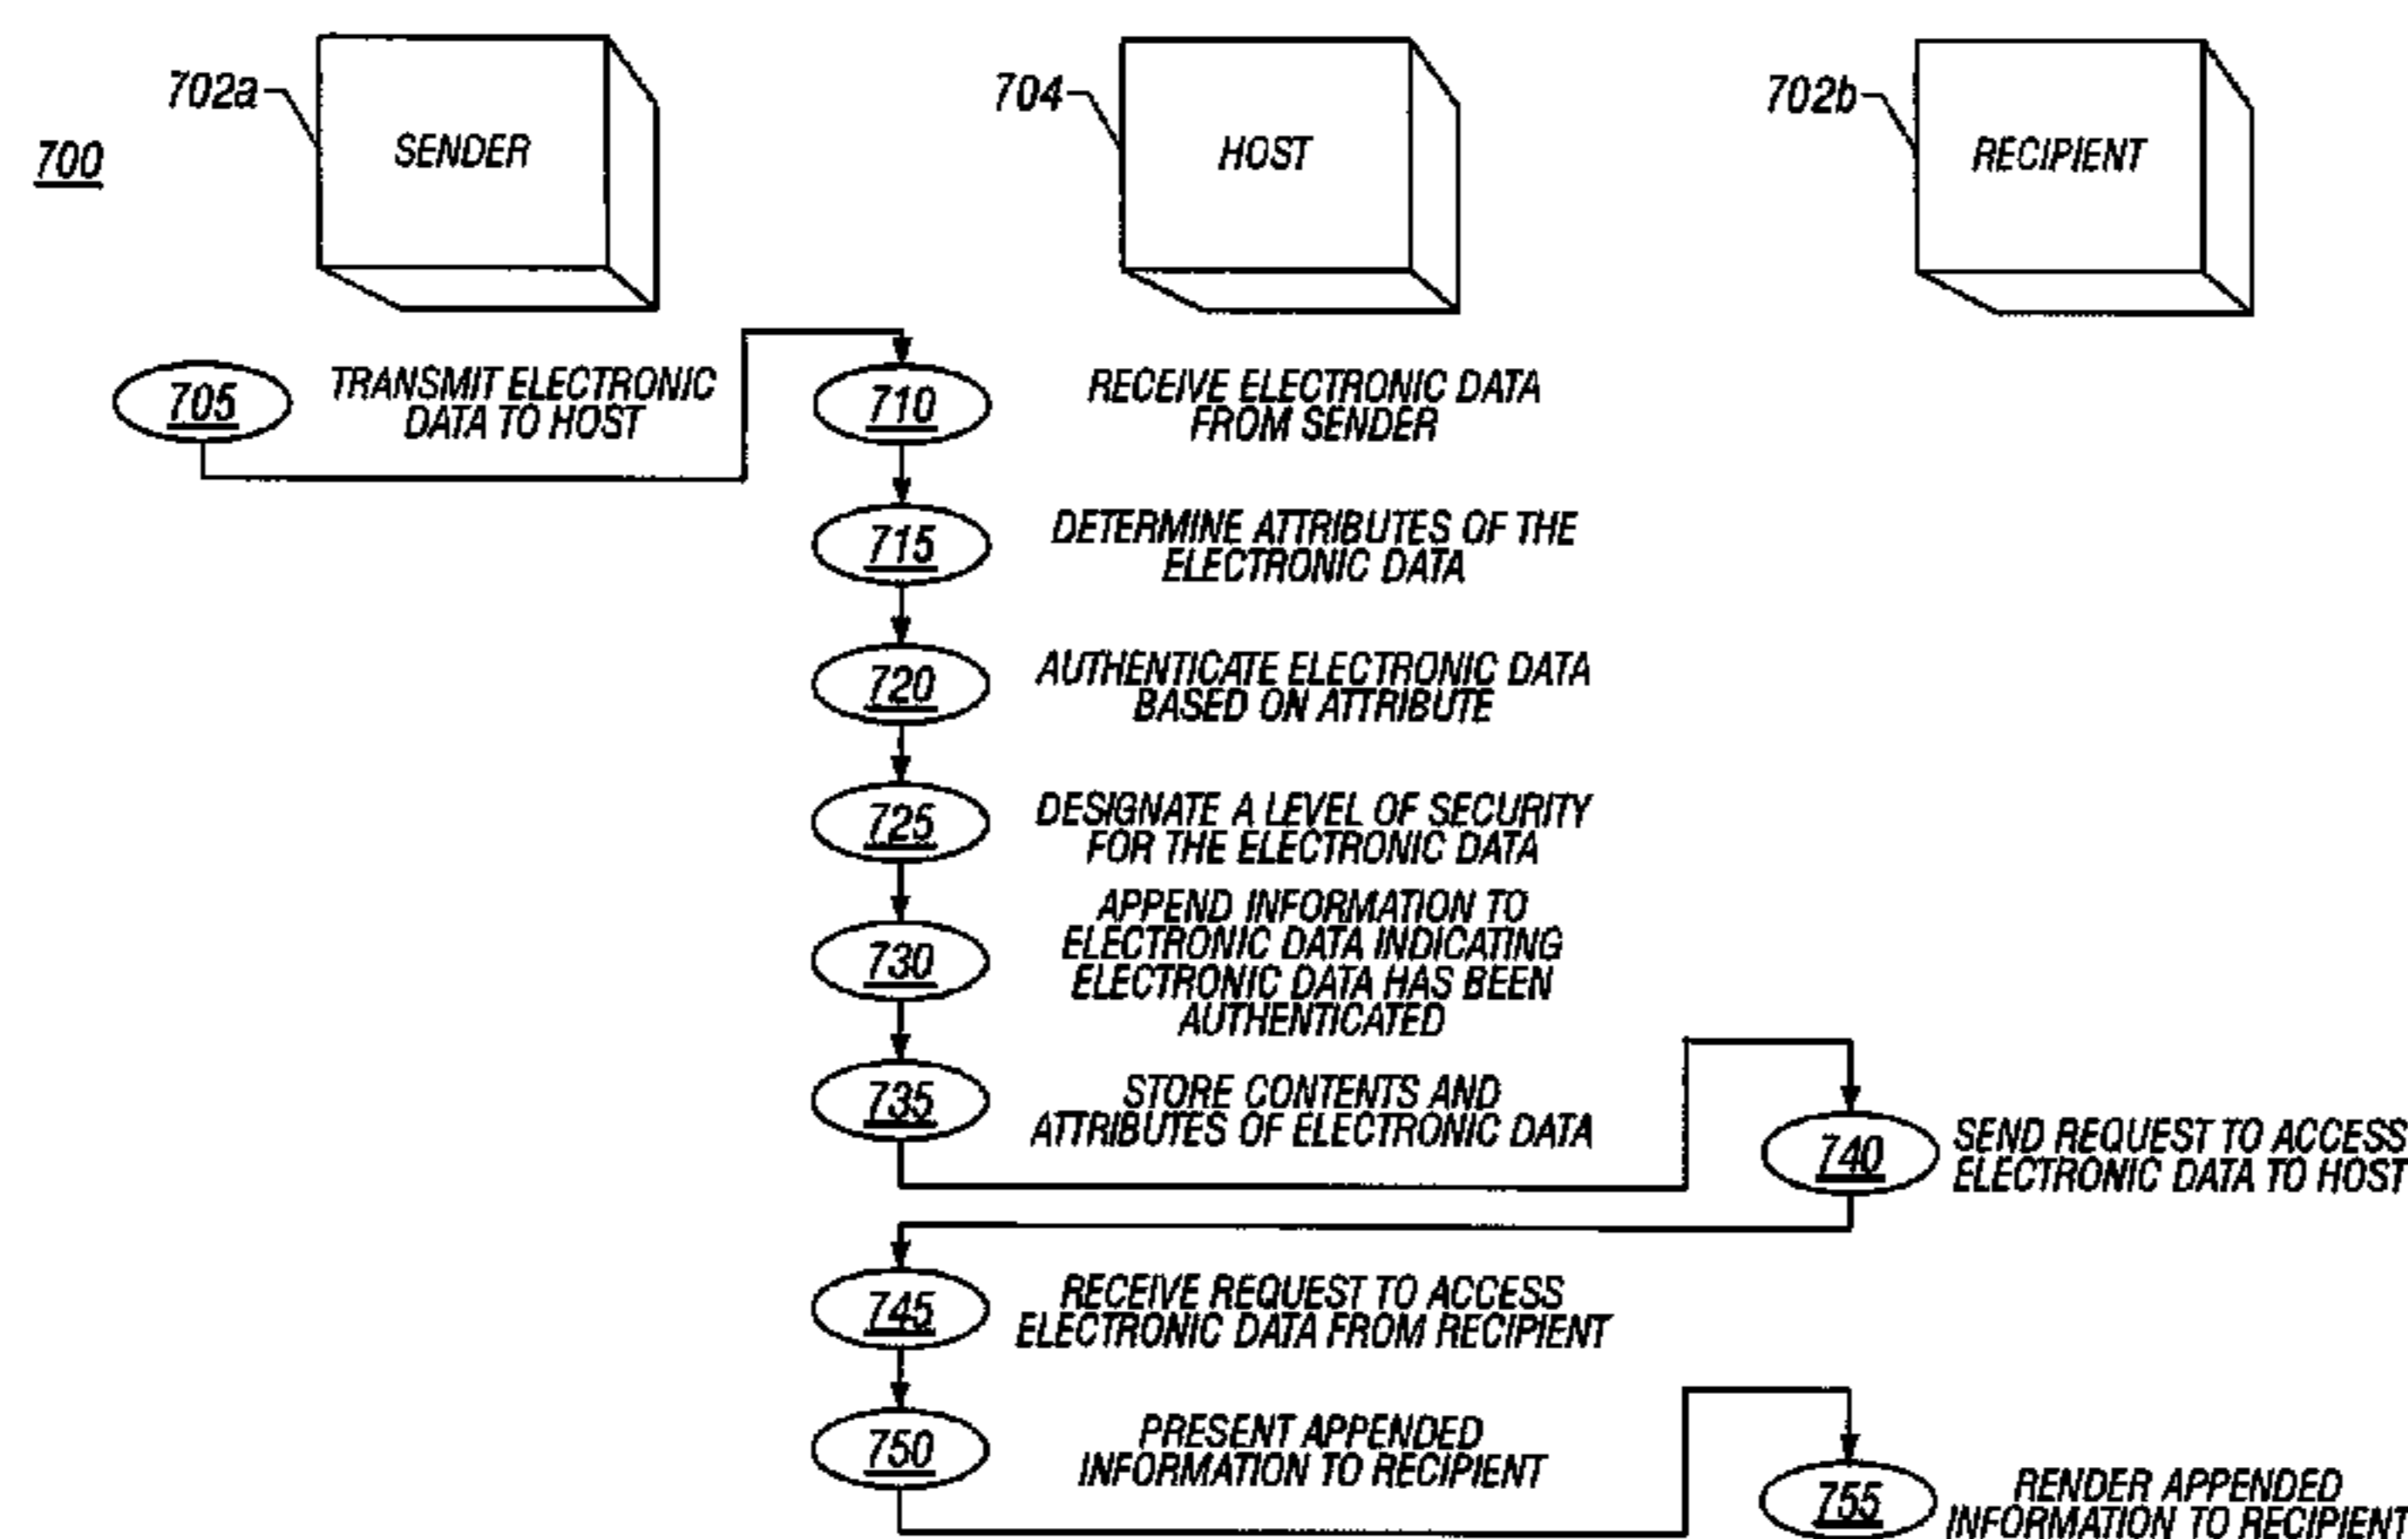 700
702a
SENDER
704
HOST
702b
RECIPIENT
705
TRANSMIT ELECTRONIC
DATA TO HOST
710
RECEIVE ELECTRONIC DATA
FROM SENDER
715
DETERMINE ATTRIBUTES OF THE
ELECTRONIC DATA
720
AUTHENTICATE ELECTRONIC DATA
BASED ON ATTRIBUTE
725
DESIGNATE A LEVEL OF SECURITY
FOR THE ELECTRONIC DATA
730
APPEND INFORMATION TO
ELECTRONIC DATA INDICATING
ELECTRONIC DATA HAS BEEN
AUTHENTICATED
735
STORE CONTENTS AND
ATTRIBUTES OF ELECTRONIC DATA
740
SEND REQUEST TO ACCESS
ELECTRONIC DATA TO HOST
745
RECEIVE REQUEST TO ACCESS
ELECTRONIC DATA FROM RECIPIENT
750
PRESENT APPENDED
INFORMATION TO RECIPIENT
755
RENDER APPENDED
INFORMATION TO RECIPIENT